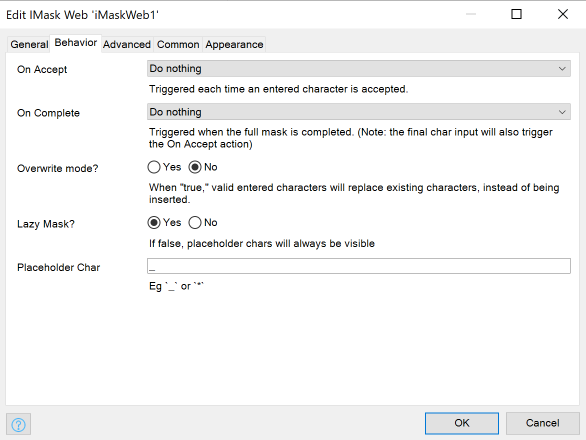 Edit IMask Web 'iMaskWeb1'
General Behavior Advanced Common Appearance
On Accept Do nothing
Triggered each time an entered character is accepted.
On Complete Do nothing
Triggered when the full mask is completed. (Note: the final char input will also trigger
the On Accept action)
Overwrite mode? Yes No
When "true," valid entered characters will replace existing characters, instead of being
inserted.
Lazy Mask? Yes No
If false, placeholder chars will always be visible
Placeholder Char _
Eg `_` or `*`
? OK Cancel